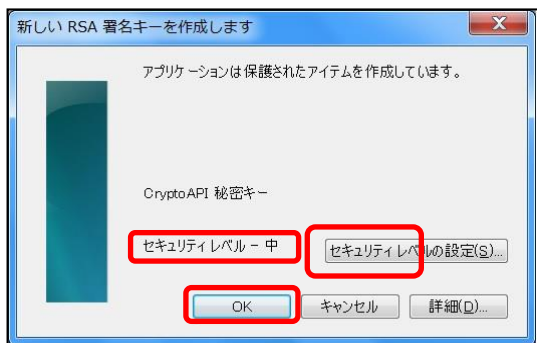 新しい RSA 署名キーを作成します
アプリケーションは保護されたアイテムを作成しています。
CryptoAPI 秘密キー
セキュリティ レベル － 中
セキュリティ レベルの設定(S)...
OK
キャンセル
詳細(D)...